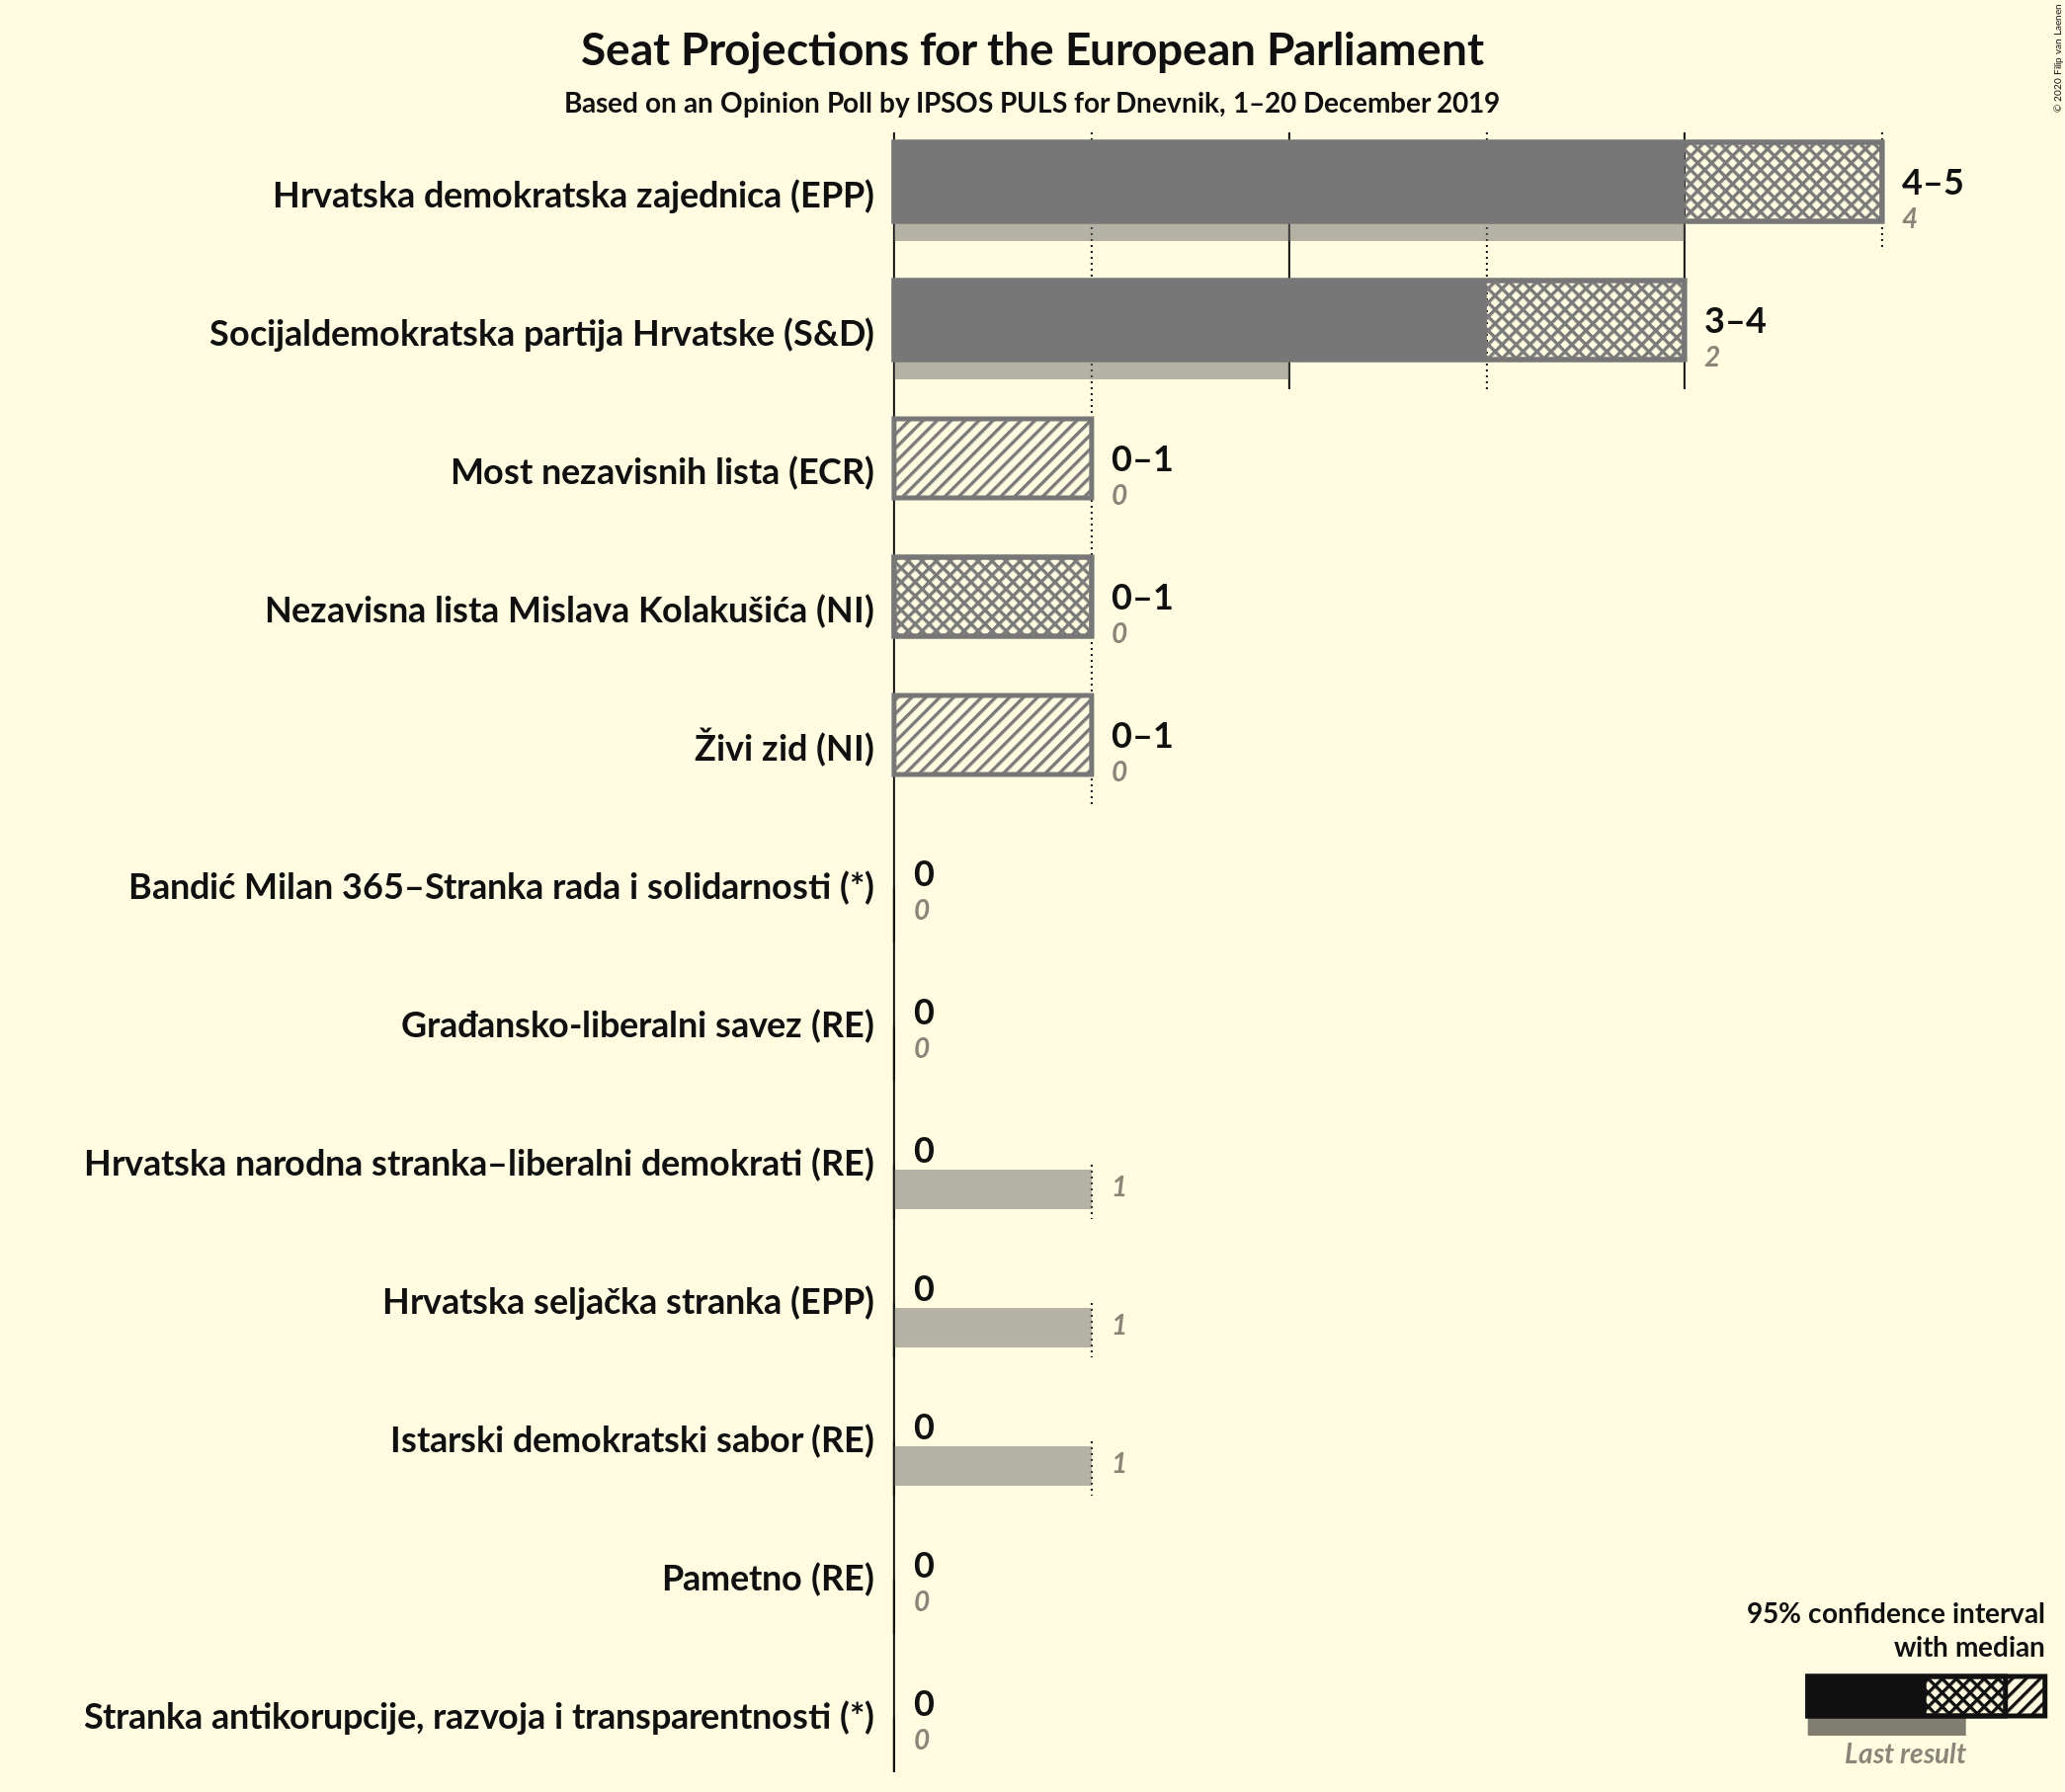 Seat Projections for the European Parliament
Based on an Opinion Poll by IPSOS PULS for Dnevnik, 1–20 December 2019
© 2020 Filip van Laenen
Hrvatska demokratska zajednica (EPP)
4–5
4
Socijaldemokratska partija Hrvatske (S&D)
3–4
2
Most nezavisnih lista (ECR)
0–1
0
Nezavisna lista Mislava Kolakušića (NI)
0–1
0
Živi zid (NI)
0–1
0
Bandić Milan 365–Stranka rada i solidarnosti (*)
0
0
Građansko-liberalni savez (RE)
0
0
Hrvatska narodna stranka–liberalni demokrati (RE)
0
1
Hrvatska seljačka stranka (EPP)
0
1
Istarski demokratski sabor (RE)
0
1
Pametno (RE)
0
0
Stranka antikorupcije, razvoja i transparentnosti (*)
0
0
95% confidence interval
with median
Last result